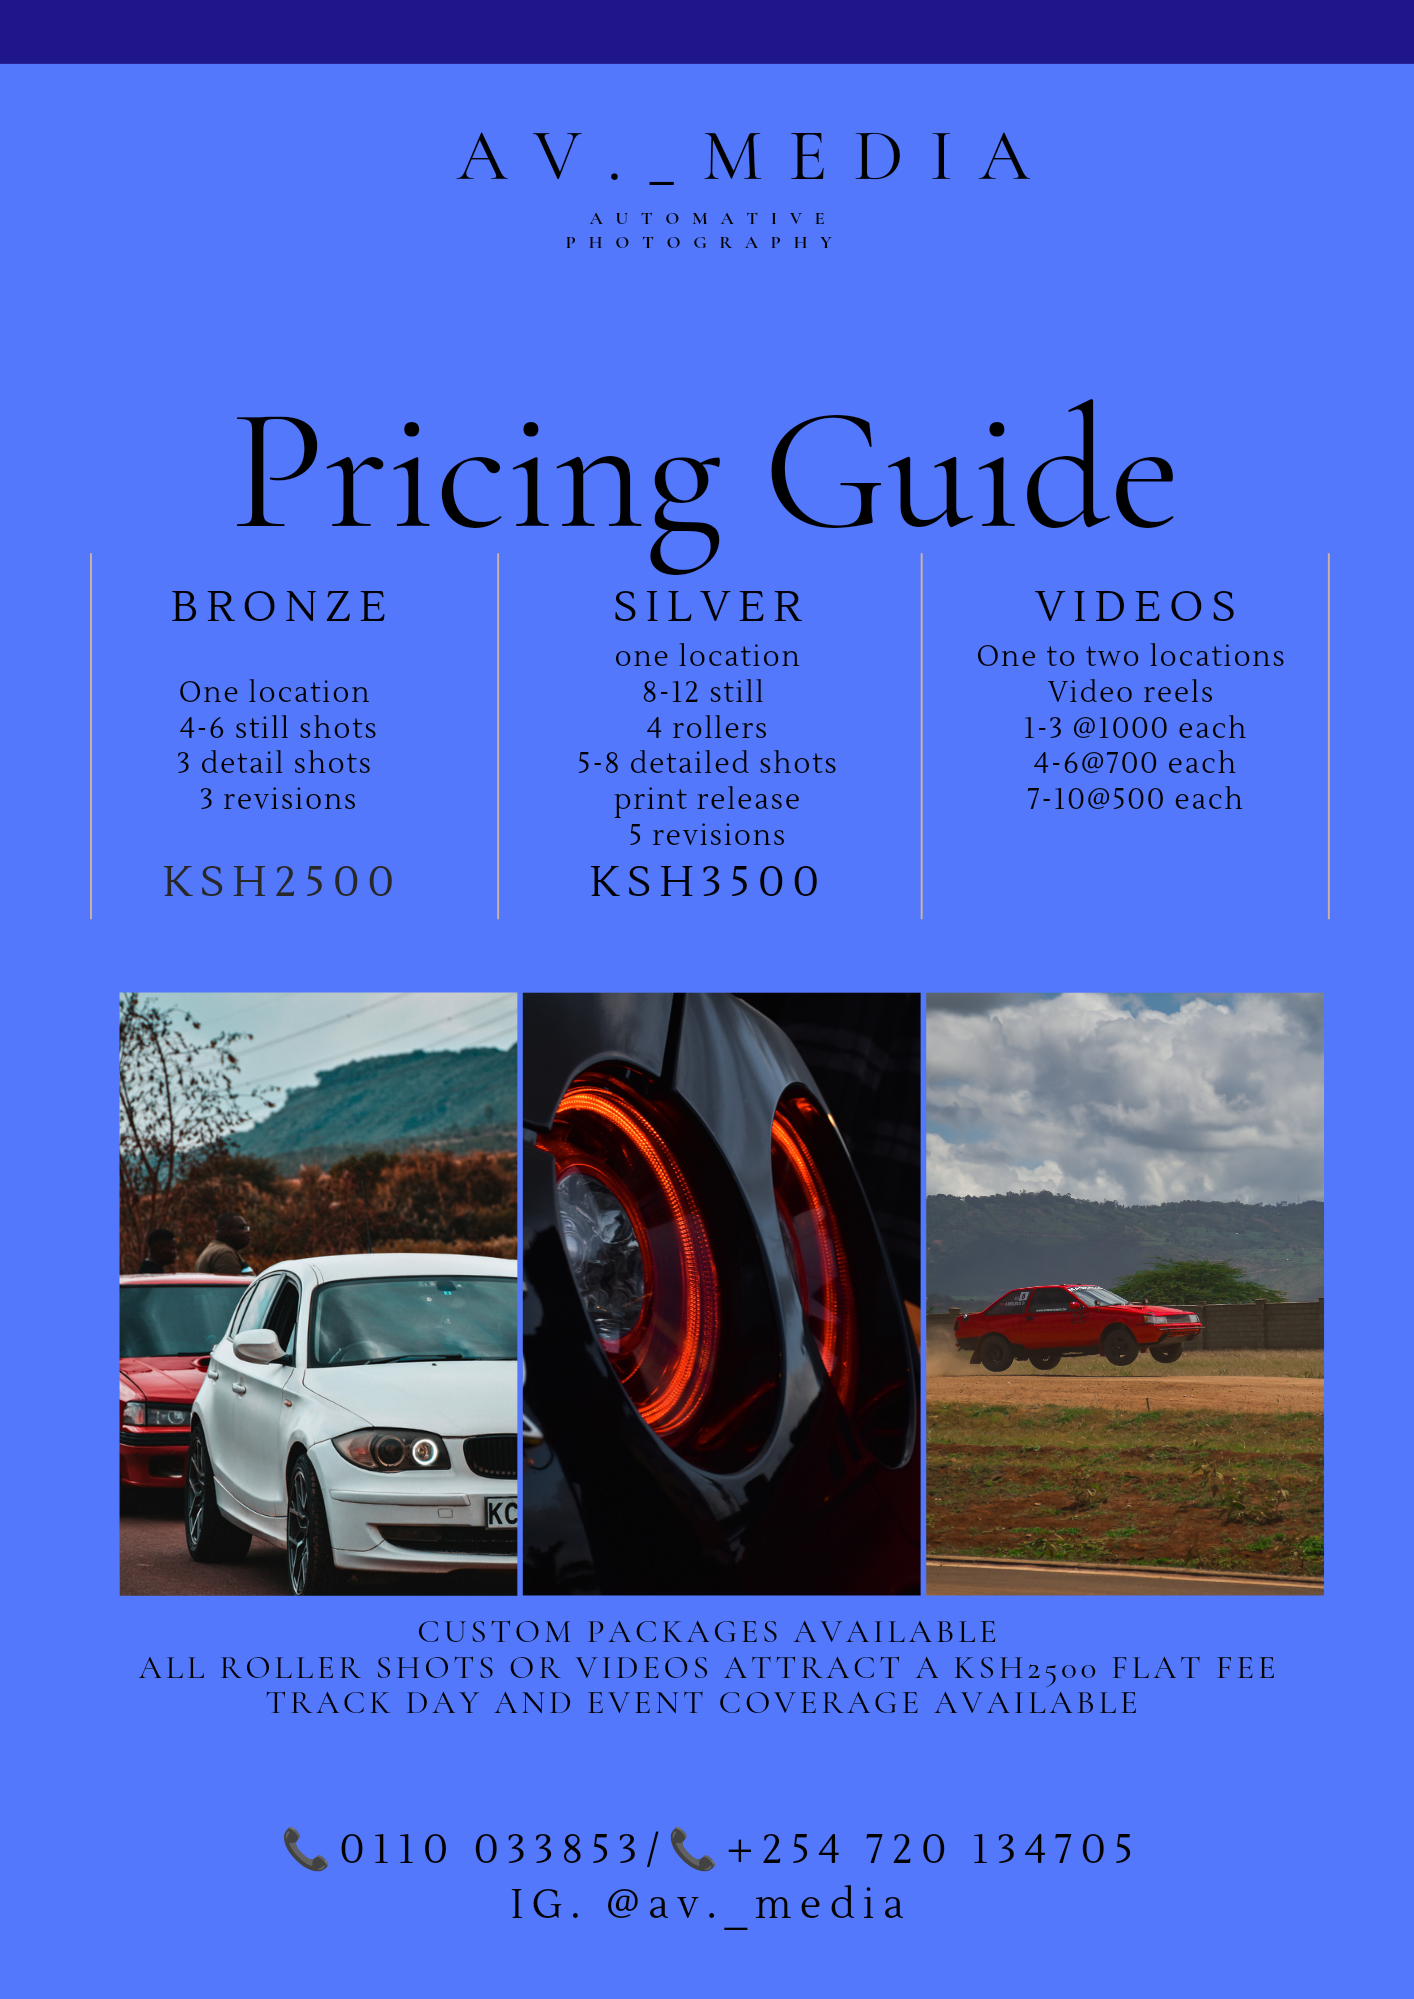 AV._MEDIA
AUTOMATIVE
PHOTOGRAPHY
Pricing Guide
BRONZE
One location
4-6 still shots
3 detail shots
3 revisions
KSH2500
SILVER
one location
8-12 still
4 rollers
5-8 detailed shots
print release
5 revisions
KSH3500
VIDEOS
One to two locations
Video reels
1-3 @1000 each
4-6@700 each
7-10@500 each
KC
CUSTOM PACKAGES AVAILABLE
ALL ROLLER SHOTS OR VIDEOS ATTRACT A KSH2500 FLAT FEE
TRACK DAY AND EVENT COVERAGE AVAILABLE
📞0110 033853/📞+254 720 134705
IG. @av._media